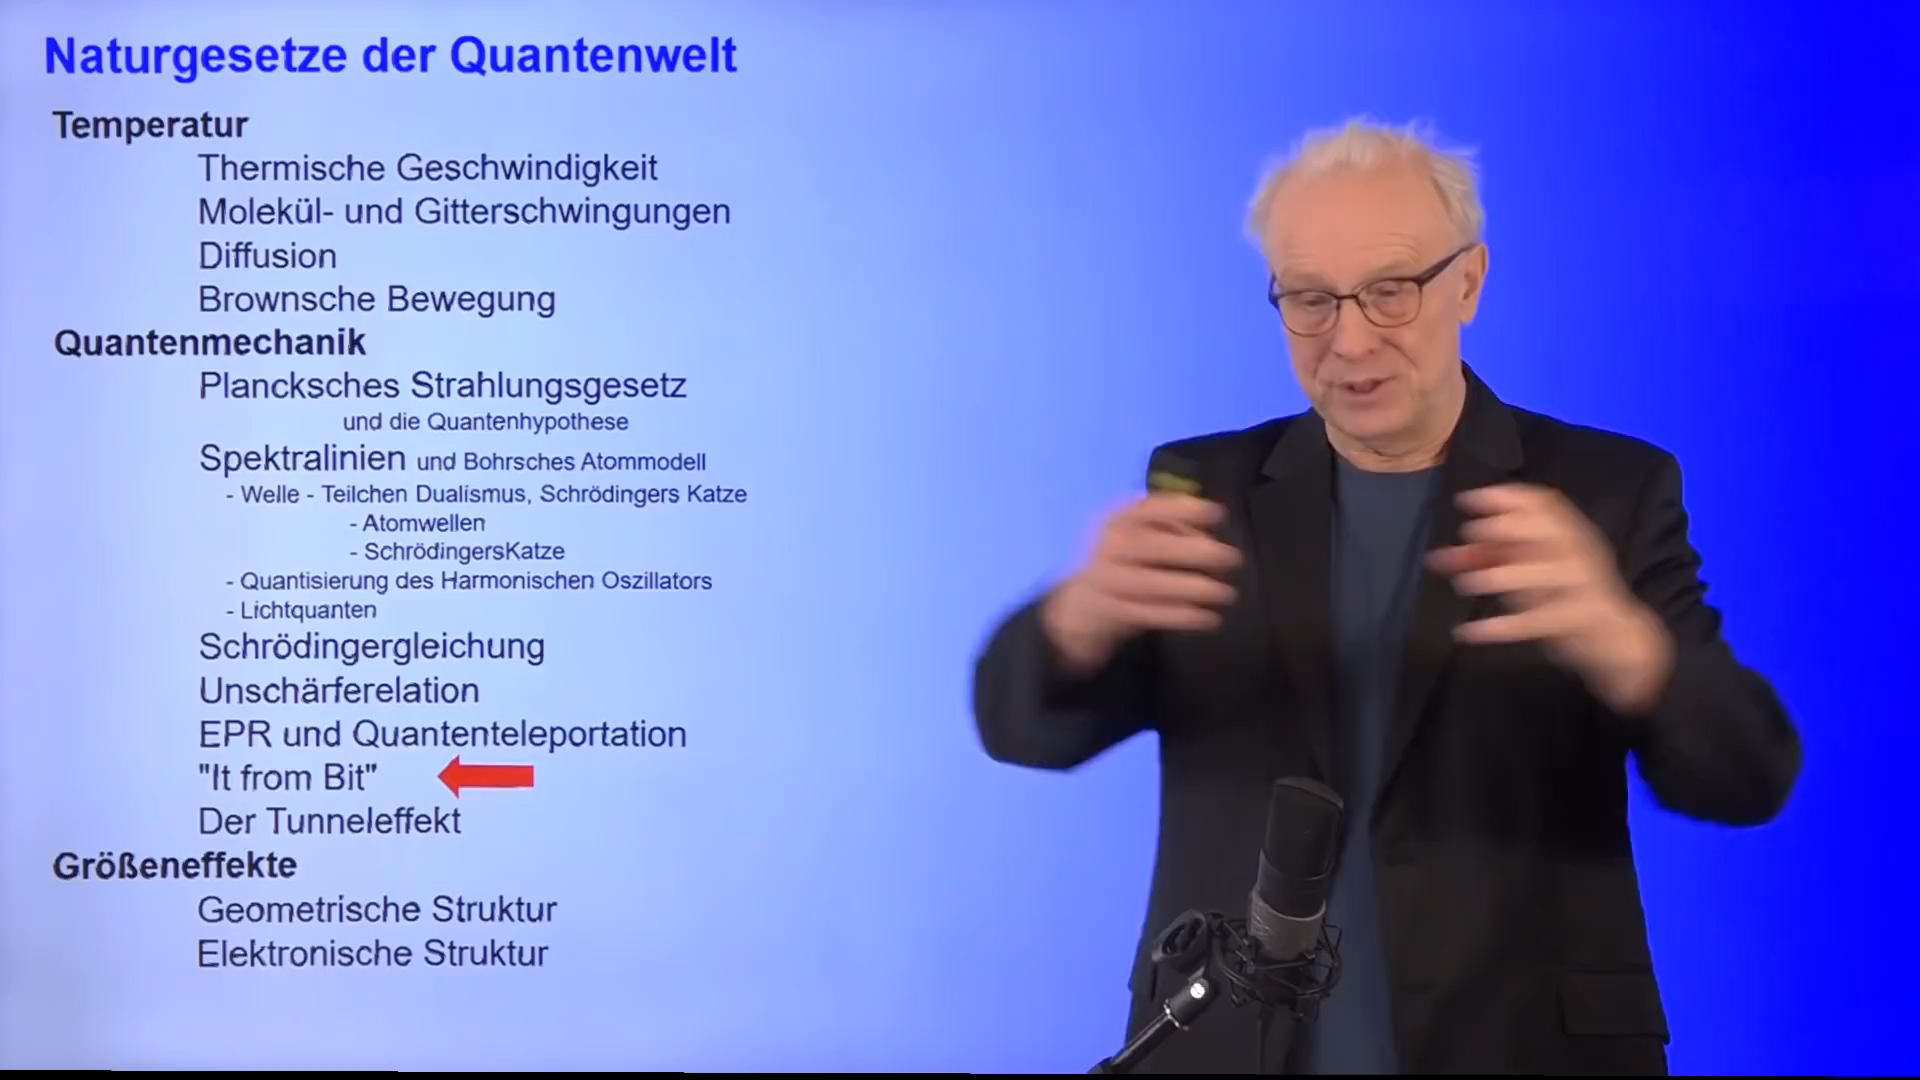 Naturgesetze der Quantenwelt
Temperatur
Thermische Geschwindigkeit
Molekül- und Gitterschwingungen
Diffusion
Brownsche Bewegung
Quantenmechanik
Plancksches Strahlungsgesetz
und die Quantenhypothese
Spektralinien und Bohrsches Atommodell
- Welle - Teilchen Dualismus, Schrödingers Katze
- Atomwellen
- SchrödingersKatze
- Quantisierung des Harmonischen Oszillators
- Lichtquanten
Schrödingergleichung
Unschärferelation
EPR und Quantenteleportation
"It from Bit"
Der Tunneleffekt
Größeneffekte
Geometrische Struktur
Elektronische Struktur